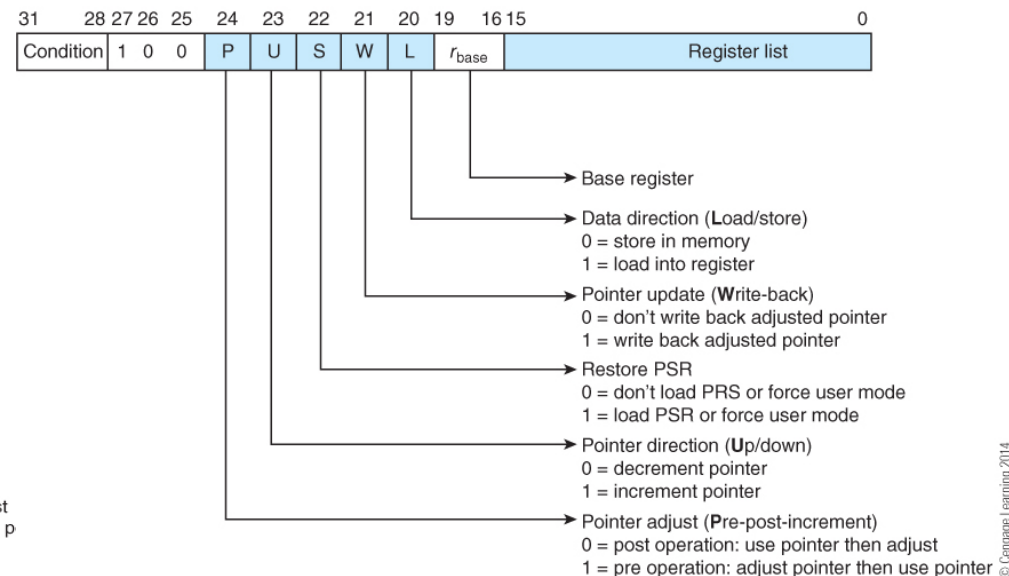 31 28 27 26 25 24 23 22 21 20 19 16 15 0
Condition 1 0 0 P U S W L rbase Register list
Base register
Data direction (Load/store)
0 = store in memory
1 = load into register
Pointer update (Write-back)
0 = don't write back adjusted pointer
1 = write back adjusted pointer
Restore PSR
0 = don't load PRS or force user mode
1 = load PSR or force user mode
Pointer direction (Up/down)
0 = decrement pointer
1 = increment pointer
Pointer adjust (Pre-post-increment)
0 = post operation: use pointer then adjust
1 = pre operation: adjust pointer then use pointer
st
p
© Cengage Learning 2014